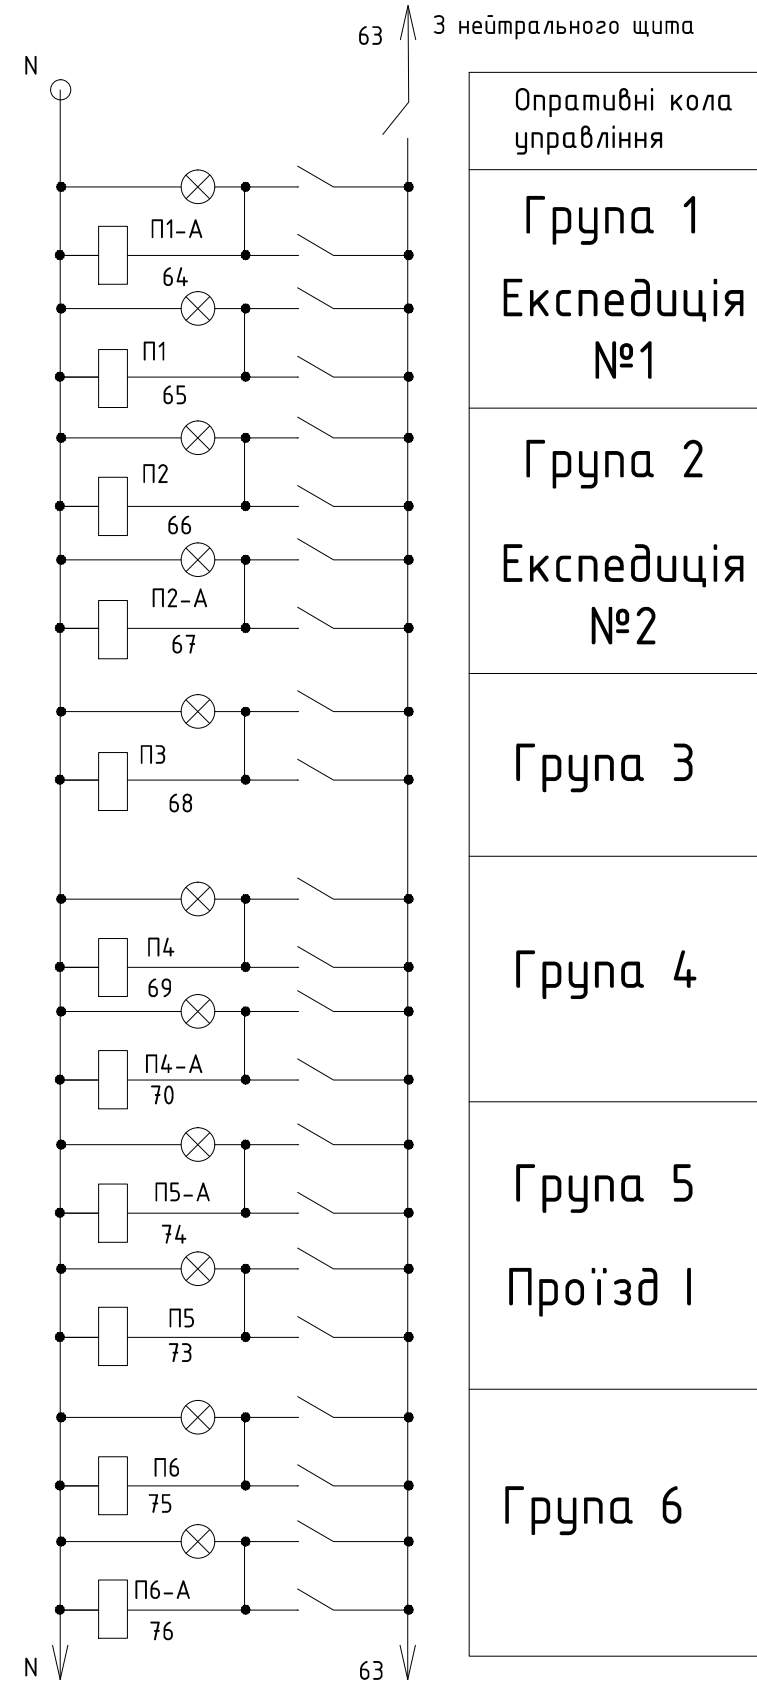 63
З нейтрального щита
N
Опративні кола
управління
П1-А
64
П1
65
Група 1
Експедиція
№1
П2
66
П2-А
67
Група 2
Експедиція
№2
П3
68
Група 3
П4
69
П4-А
70
Група 4
П5-А
74
П5
73
Група 5
Проїзд І
П6
75
П6-А
76
Група 6
N
63